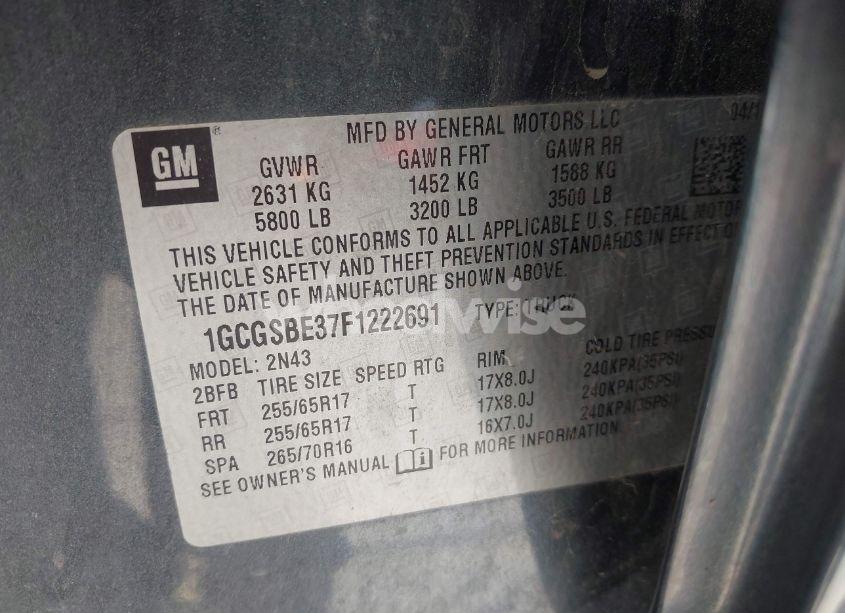 GM
MFD BY GENERAL MOTORS LLC
04/1
GVWR GAWR FRT GAWR RR
2631 KG 1452 KG 1588 KG
5800 LB 3200 LB 3500 LB
THIS VEHICLE CONFORMS TO ALL APPLICABLE U.S. FEDERAL MOTOR
VEHICLE SAFETY AND THEFT PREVENTION STANDARDS IN EFFECT ON
THE DATE OF MANUFACTURE SHOWN ABOVE.
1GCGSBE37F1222691 TYPE: TRUCK
MODEL: 2N43
2BFB TIRE SIZE SPEED RTG RIM COLD TIRE PRESSURE
FRT 255/65R17 T 17X8.0J 240KPA(35PSI)
RR 255/65R17 T 17X8.0J 240KPA(35PSI)
SPA 265/70R16 T 16X7.0J 240KPA(35PSI)
SEE OWNER'S MANUAL FOR MORE INFORMATION.